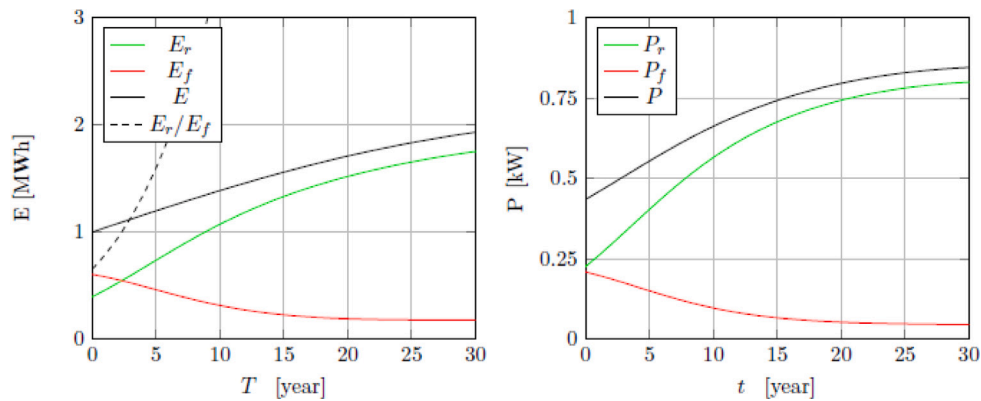 3
2
1
0
E [MWh]
E_r
E_f
E
E_r/E_f
0 5 10 15 20 25 30
T [year]
1
0.75
0.5
0.25
0
P [kW]
P_r
P_f
P
0 5 10 15 20 25 30
t [year]